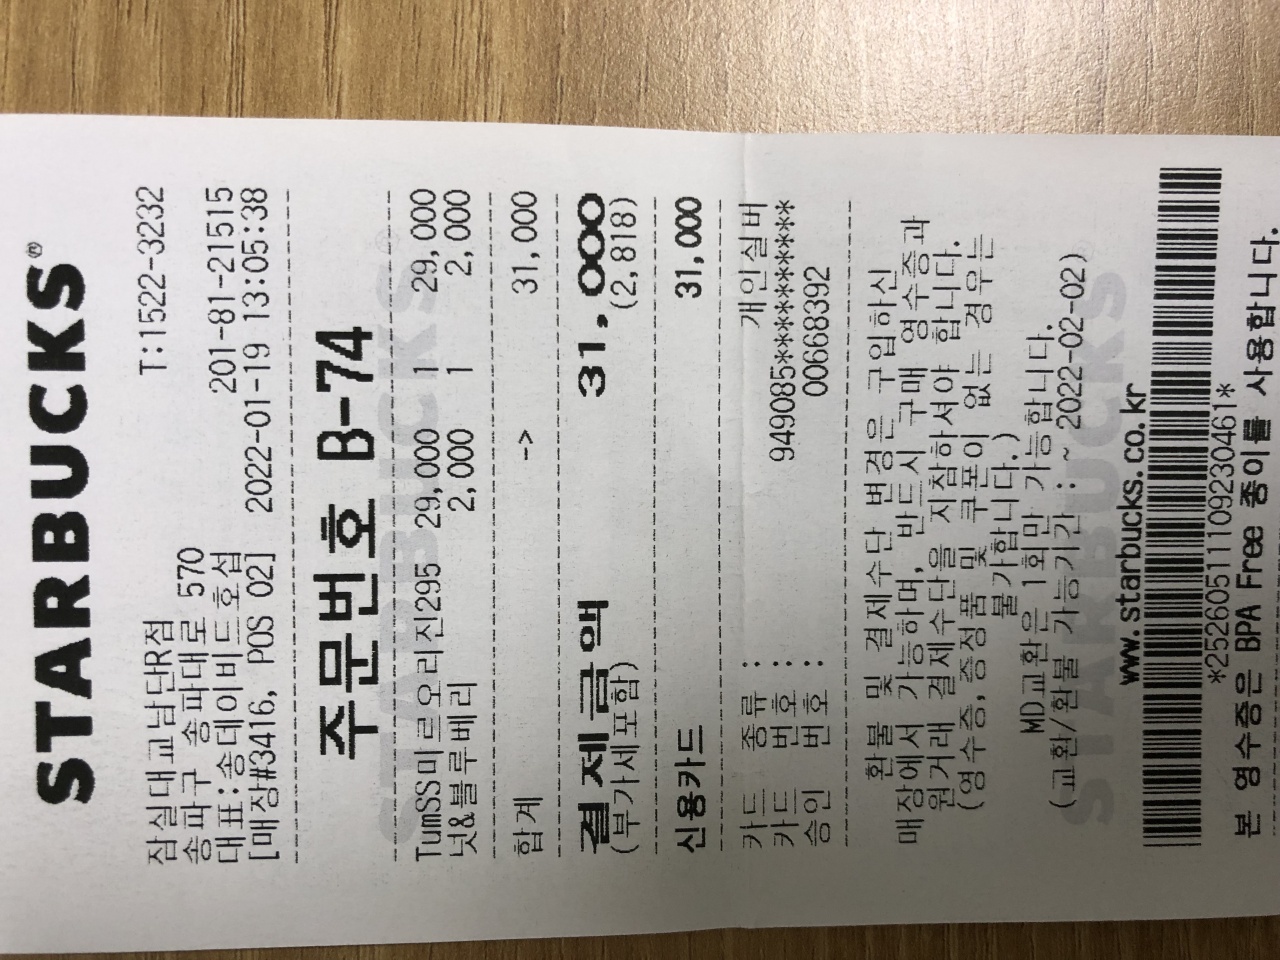 STARBUCKS®
잠실대교남단R점 T:1522-3232
송파구 송파대로 570
대표:송데이비드호섭 201-81-21515
[매장#3416, POS 02] 2022-01-19 13:05:38
주문번호 B-74
TumSS미르오리진295 29,000 1 29,000
넛&블루베리 2,000 1 2,000
합계 -> 31,000
결제금액 31,000
(부가세포함) (2,818)
신용카드 31,000
카드 종류 : 개인실버
카드 번호 : 949085**********
승인 번호 : 00668392
환불 및 결제수단 변경은 구입하신
매장에서 가능하며, 반드시 구매 영수증과
원거래 결제수단을 지참하셔야 합니다.
(영수증,증정품 및 쿠폰이 없는 경우는
불가합니다.)
MD교환은 1회만 가능합니다.
(교환/환불 가능기간 : ~ 2022-02-02)
www.starbucks.co.kr
*25260511109230461*
본 영수증은 BPA Free 종이를 사용합니다.